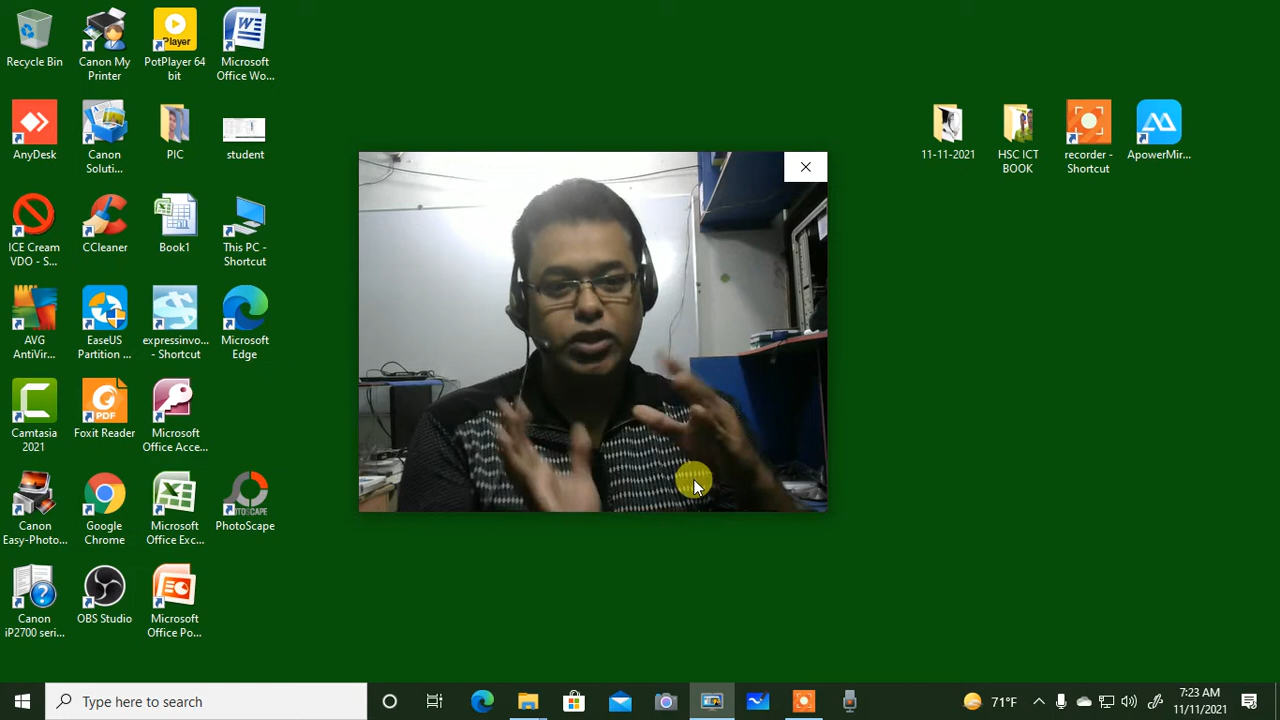 Recycle Bin
Canon My
Printer
Player
PotPlayer 64
bit
Microsoft
Office Wo...
AnyDesk
Canon
Soluti...
PIC
student
11-11-2021
HSC ICT
BOOK
recorder -
Shortcut
ApowerMir...
ICE Cream
VDO - S...
CCleaner
Book1
This PC -
Shortcut
AVG
AntiVir...
EaseUS
Partition ...
expressinvo...
- Shortcut
Microsoft
Edge
Camtasia
2021
PDF
Foxit Reader
Microsoft
Office Acce...
Canon
Easy-Photo...
Google
Chrome
Microsoft
Office Exc...
PHOTOSCAPE
PhotoScape
Canon
iP2700 seri...
OBS Studio
Microsoft
Office Po...
Type here to search
71°F
7:23 AM
11/11/2021